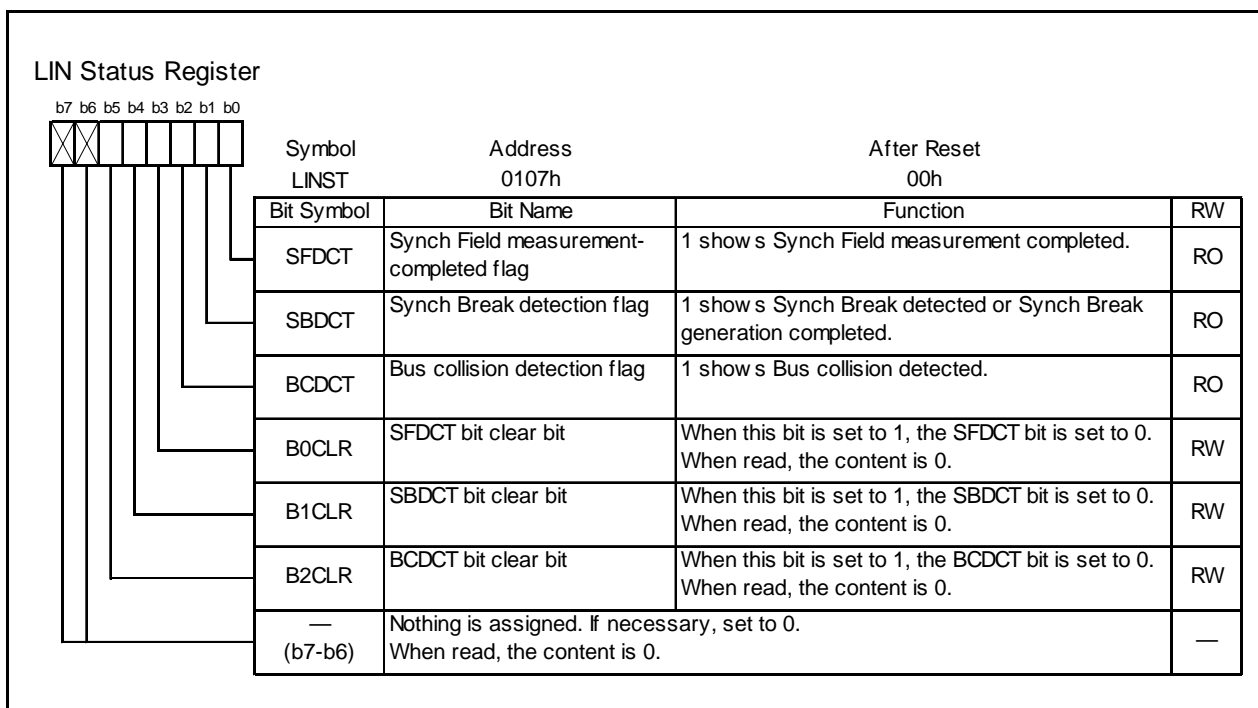 LIN Status Register
b7 b6 b5 b4 b3 b2 b1 b0
Symbol Address After Reset
LINST 0107h 00h
Bit Symbol Bit Name Function RW
SFDCT Synch Field measurement- 1 shows Synch Field measurement completed. RO
completed flag
SBDCT Synch Break detection flag 1 shows Synch Break detected or Synch Break RO
generation completed.
BCDCT Bus collision detection flag 1 shows Bus collision detected. RO
B0CLR SFDCT bit clear bit When this bit is set to 1, the SFDCT bit is set to 0. RW
When read, the content is 0.
B1CLR SBDCT bit clear bit When this bit is set to 1, the SBDCT bit is set to 0. RW
When read, the content is 0.
B2CLR BCDCT bit clear bit When this bit is set to 1, the BCDCT bit is set to 0. RW
When read, the content is 0.
— Nothing is assigned. If necessary, set to 0. —
(b7-b6) When read, the content is 0.